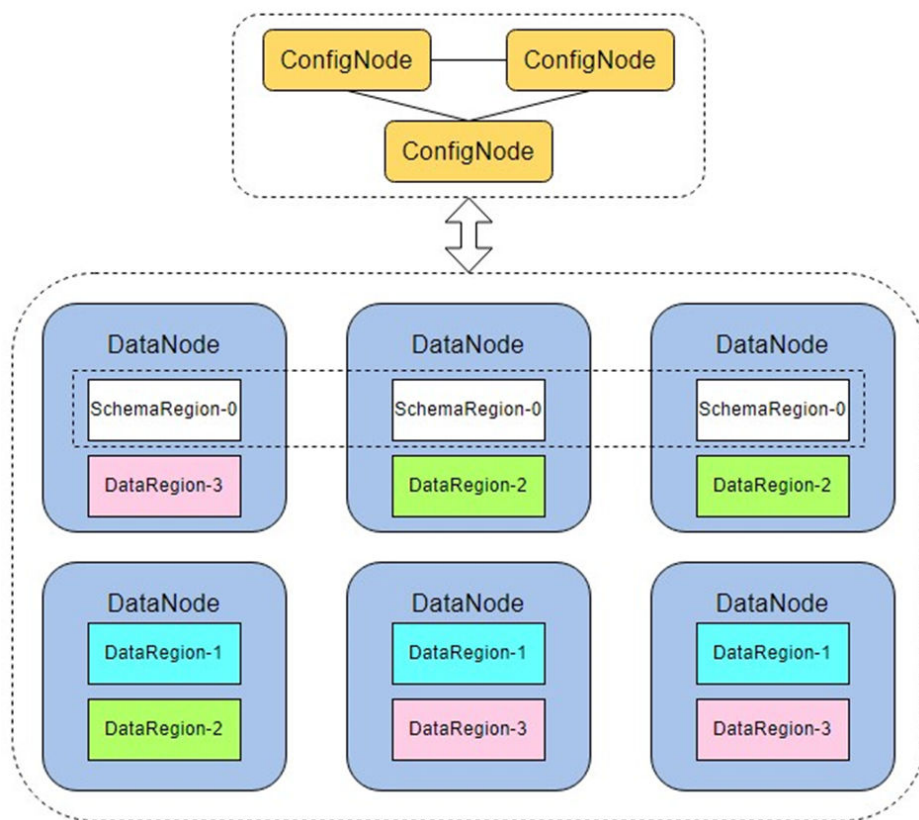 ConfigNode
ConfigNode
ConfigNode
DataNode
DataNode
DataNode
SchemaRegion-0
SchemaRegion-0
SchemaRegion-0
DataRegion-3
DataRegion-2
DataRegion-2
DataNode
DataNode
DataNode
DataRegion-1
DataRegion-1
DataRegion-1
DataRegion-2
DataRegion-3
DataRegion-3